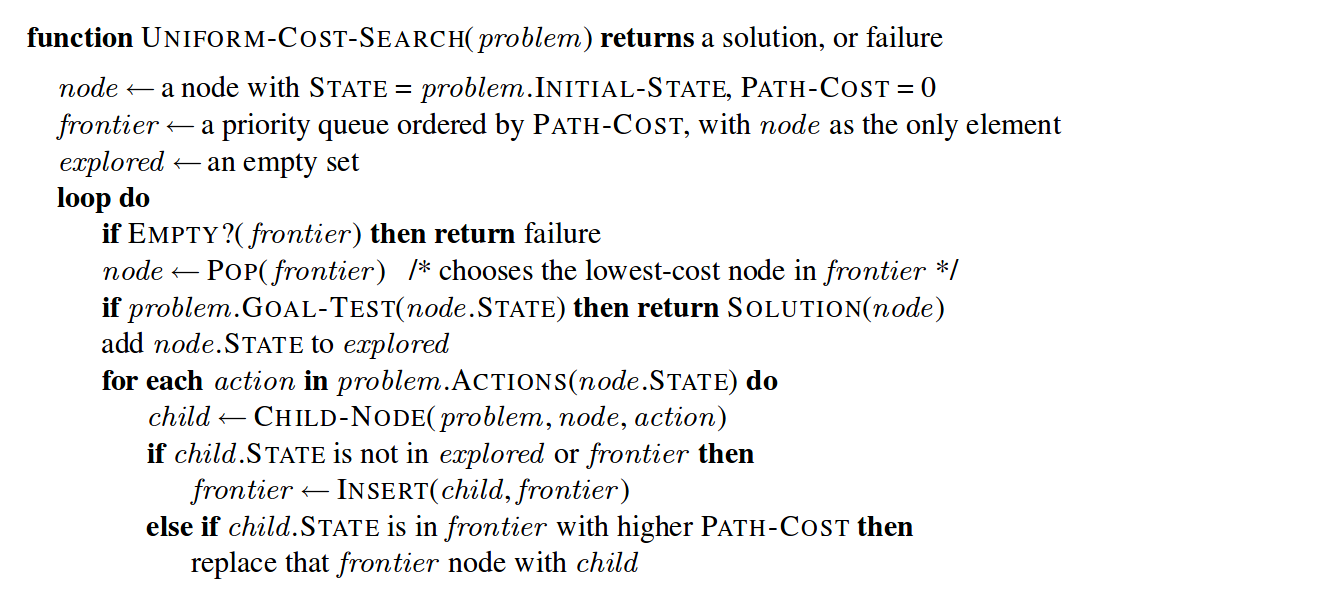 function UNIFORM-COST-SEARCH(problem) returns a solution, or failure
node ← a node with STATE = problem.INITIAL-STATE, PATH-COST = 0
frontier ← a priority queue ordered by PATH-COST, with node as the only element
explored ← an empty set
loop do
if EMPTY?(frontier) then return failure
node ← POP(frontier) /* chooses the lowest-cost node in frontier */
if problem.GOAL-TEST(node.STATE) then return SOLUTION(node)
add node.STATE to explored
for each action in problem.ACTIONS(node.STATE) do
child ← CHILD-NODE(problem, node, action)
if child.STATE is not in explored or frontier then
frontier ← INSERT(child, frontier)
else if child.STATE is in frontier with higher PATH-COST then
replace that frontier node with child